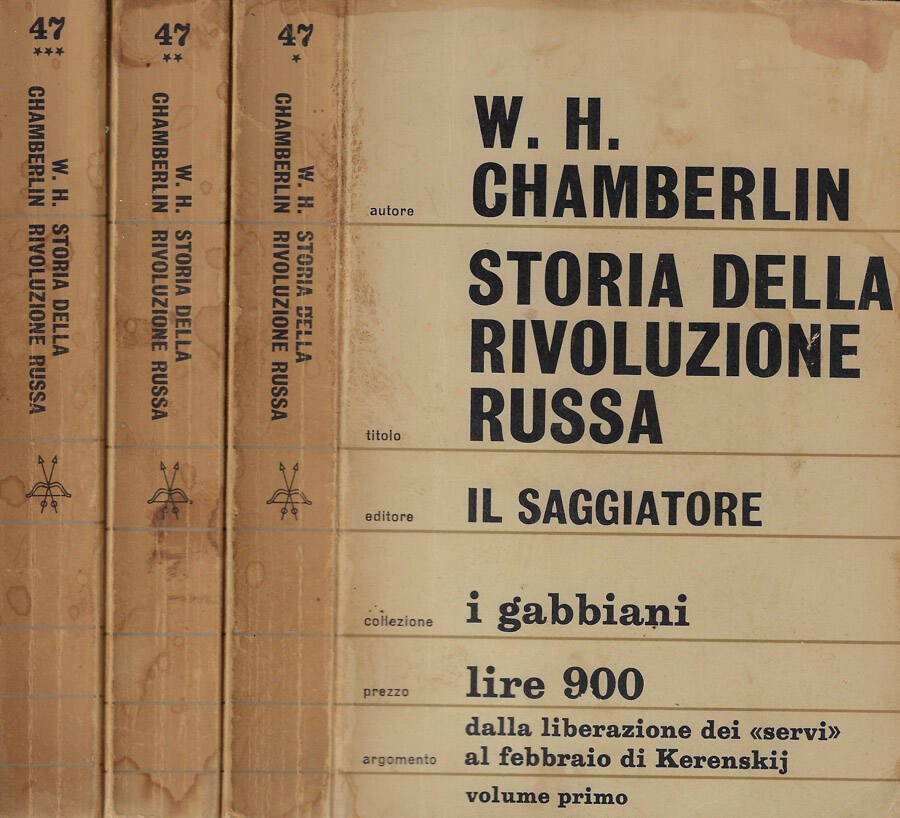 47
***
W. H.
CHAMBERLIN
STORIA DELLA
RIVOLUZIONE RUSSA
47
**
W. H.
CHAMBERLIN
STORIA DELLA
RIVOLUZIONE RUSSA
47
*
W. H.
CHAMBERLIN
STORIA DELLA
RIVOLUZIONE RUSSA
W. H.
autore CHAMBERLIN
STORIA DELLA
RIVOLUZIONE
titolo RUSSA
editore IL SAGGIATORE
collezione i gabbiani
prezzo lire 900
dalla liberazione dei «servi»
argomento al febbraio di Kerenskij
volume primo